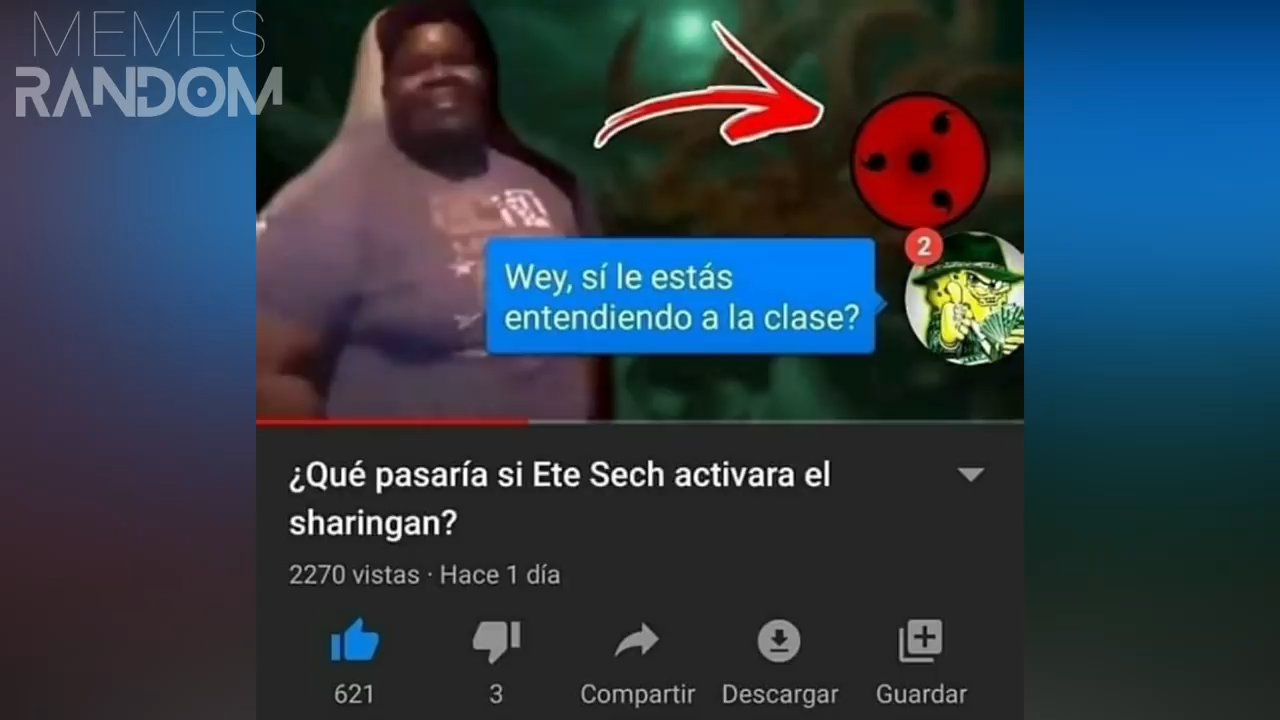 MEMES
RANDOM
2
Wey, sí le estás
entendiendo a la clase?
¿Qué pasaría si Ete Sech activara el
sharingan?
2270 vistas · Hace 1 día
621
3
Compartir
Descargar
Guardar